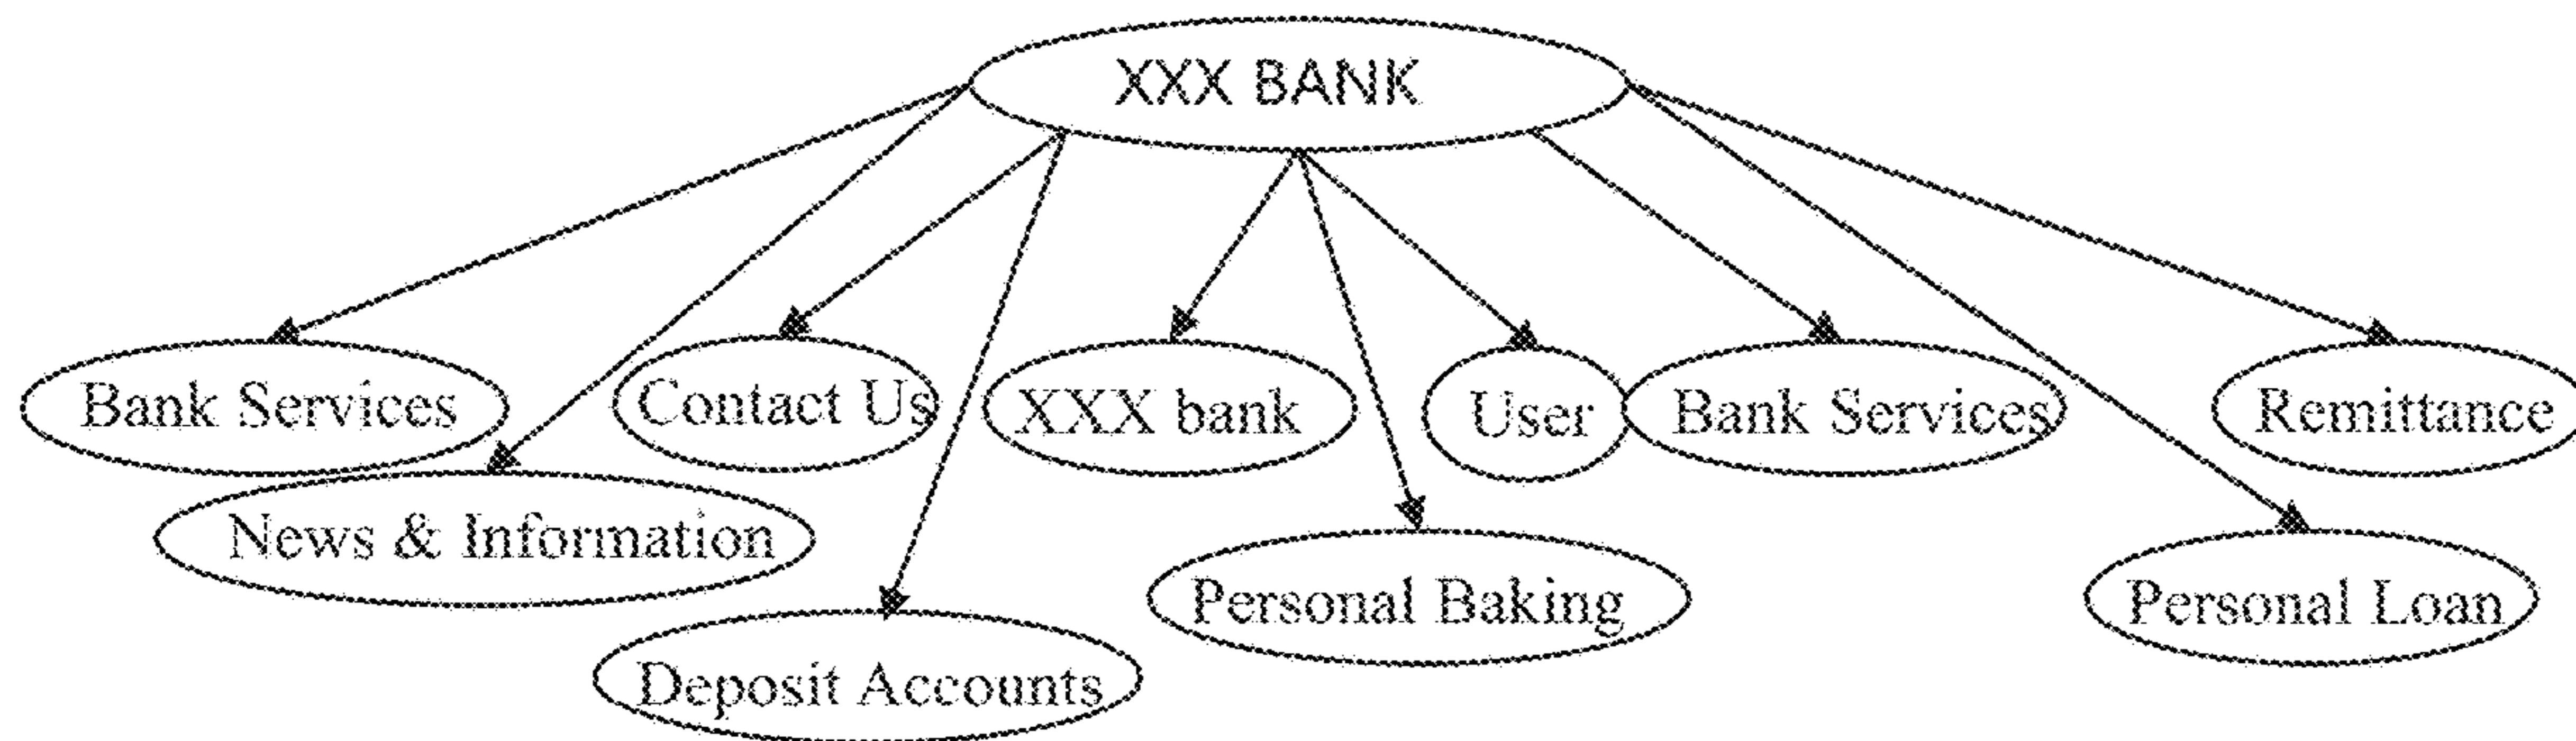 XXX BANK
Bank Services
Contact Us
XXX bank
User
Bank Services
Remittance
News & Information
Personal Baking
Personal Loan
Deposit Accounts